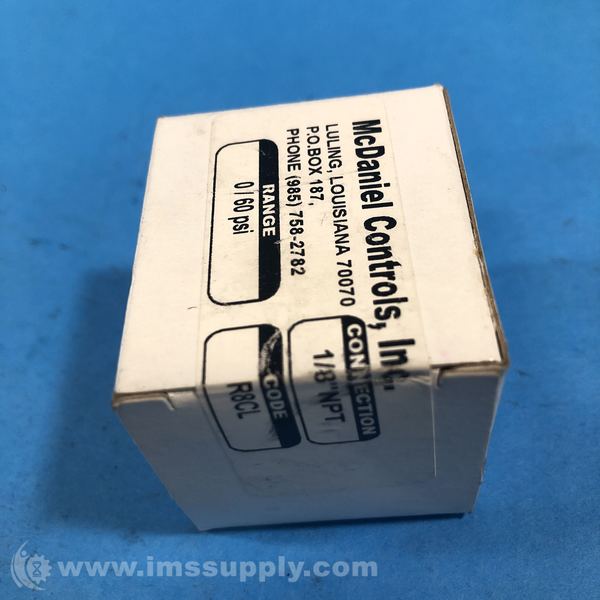 McDaniel Controls, Inc.
LULING, LOUISIANA 70070
P.O.BOX 187,
PHONE (985) 758-2782
RANGE
0 / 60 psi
CONNECTION
1/8"NPT
CODE
R8CL
www.imssupply.com